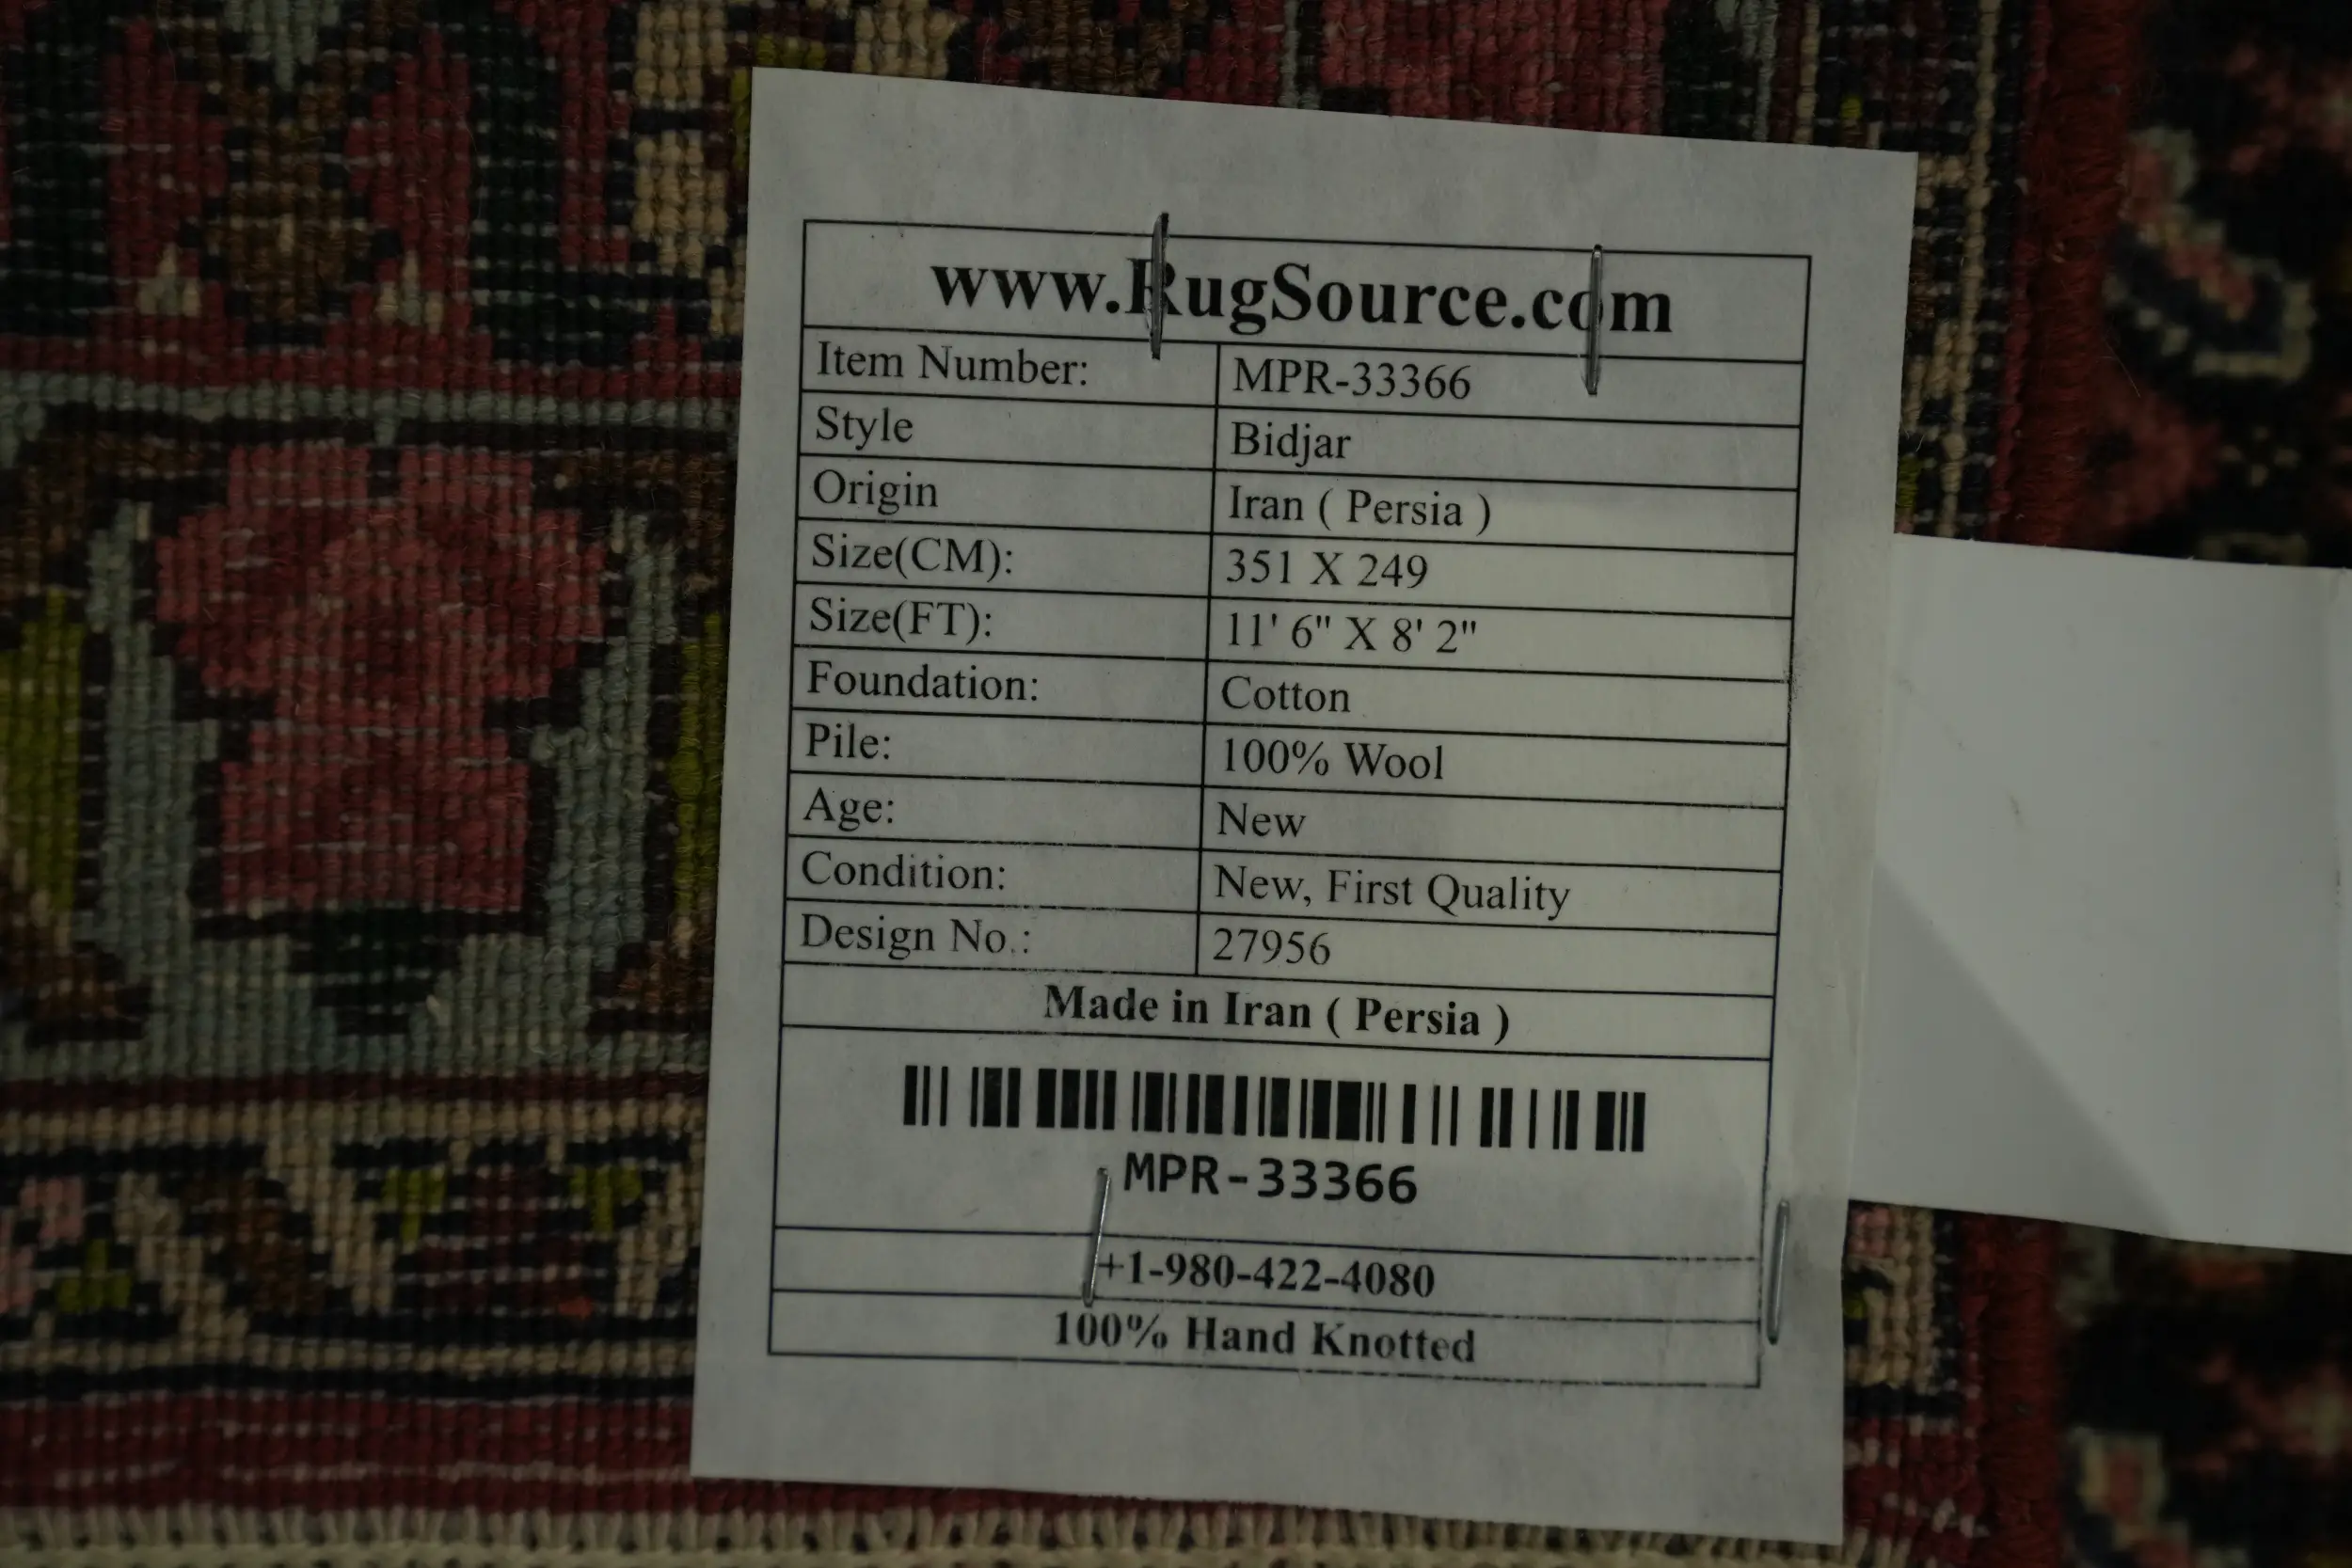 www.RugSource.com
Item Number: MPR-33366
Style Bidjar
Origin Iran ( Persia )
Size(CM): 351 X 249
Size(FT): 11' 6" X 8' 2"
Foundation: Cotton
Pile: 100% Wool
Age: New
Condition: New, First Quality
Design No.: 27956
Made in Iran ( Persia )
MPR-33366
+1-980-422-4080
100% Hand Knotted